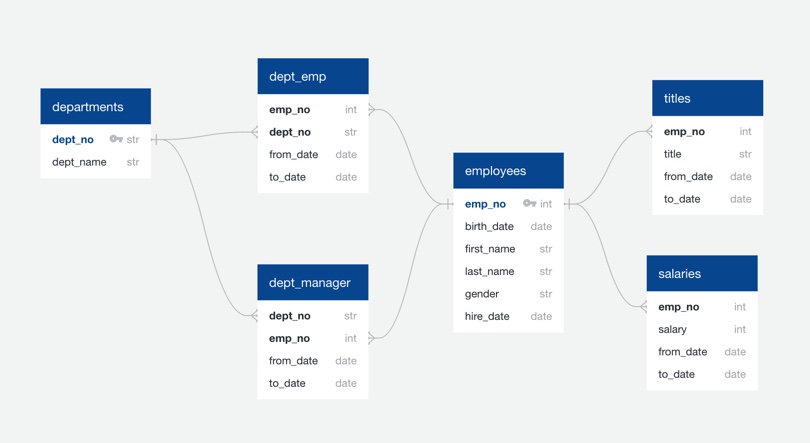 departments
dept_no str
dept_name str
dept_emp
emp_no int
dept_no str
from_date date
to_date date
dept_manager
dept_no str
emp_no int
from_date date
to_date date
employees
emp_no int
birth_date date
first_name str
last_name str
gender str
hire_date date
titles
emp_no int
title str
from_date date
to_date date
salaries
emp_no int
salary int
from_date date
to_date date